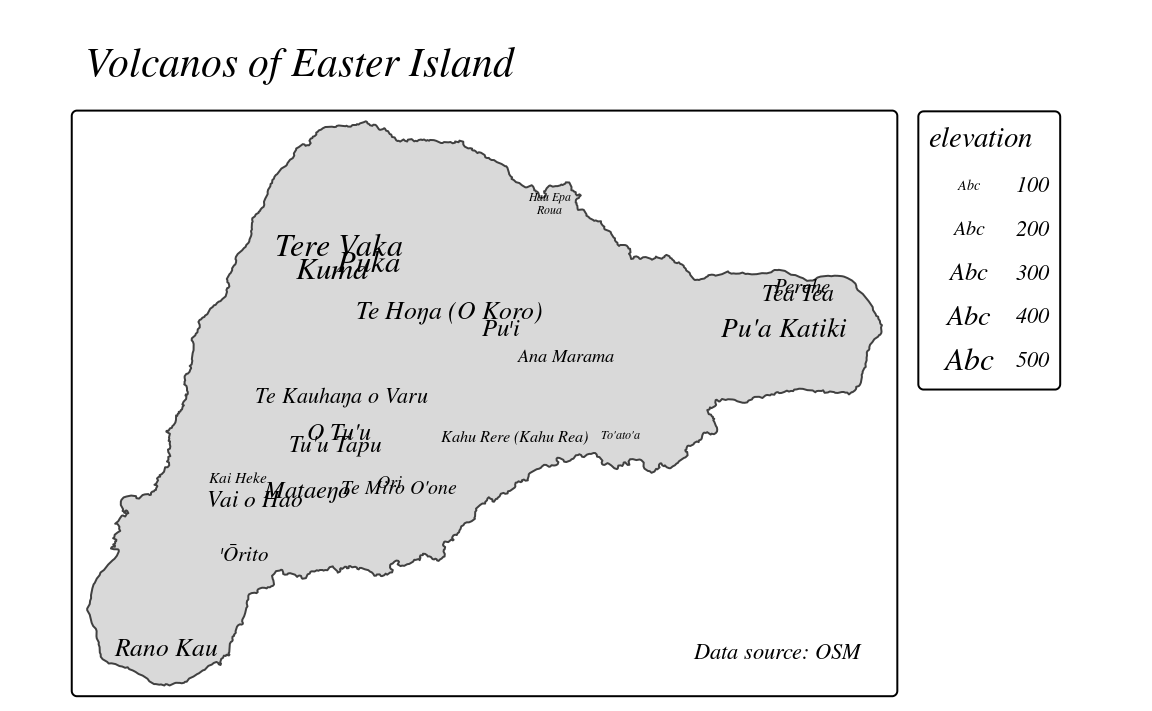 Volcanos of Easter Island
elevation
Abc 100
Abc 200
Abc 300
Abc 400
Abc 500
Hau Epa
Roua
Tere Vaka
Puka
Kuma
Perehe
Tea Tea
Te Hoŋa (O Koro)
Pu'i
Pu'a Katiki
Ana Marama
Te Kauhaŋa o Varu
O Tu'u
Tu'u Tapu
Kahu Rere (Kahu Rea)
To'ato'a
Kai Heke
Ori
Mataeŋo
Te Miro O'one
Vai o Hao
'Ōrito
Rano Kau
Data source: OSM